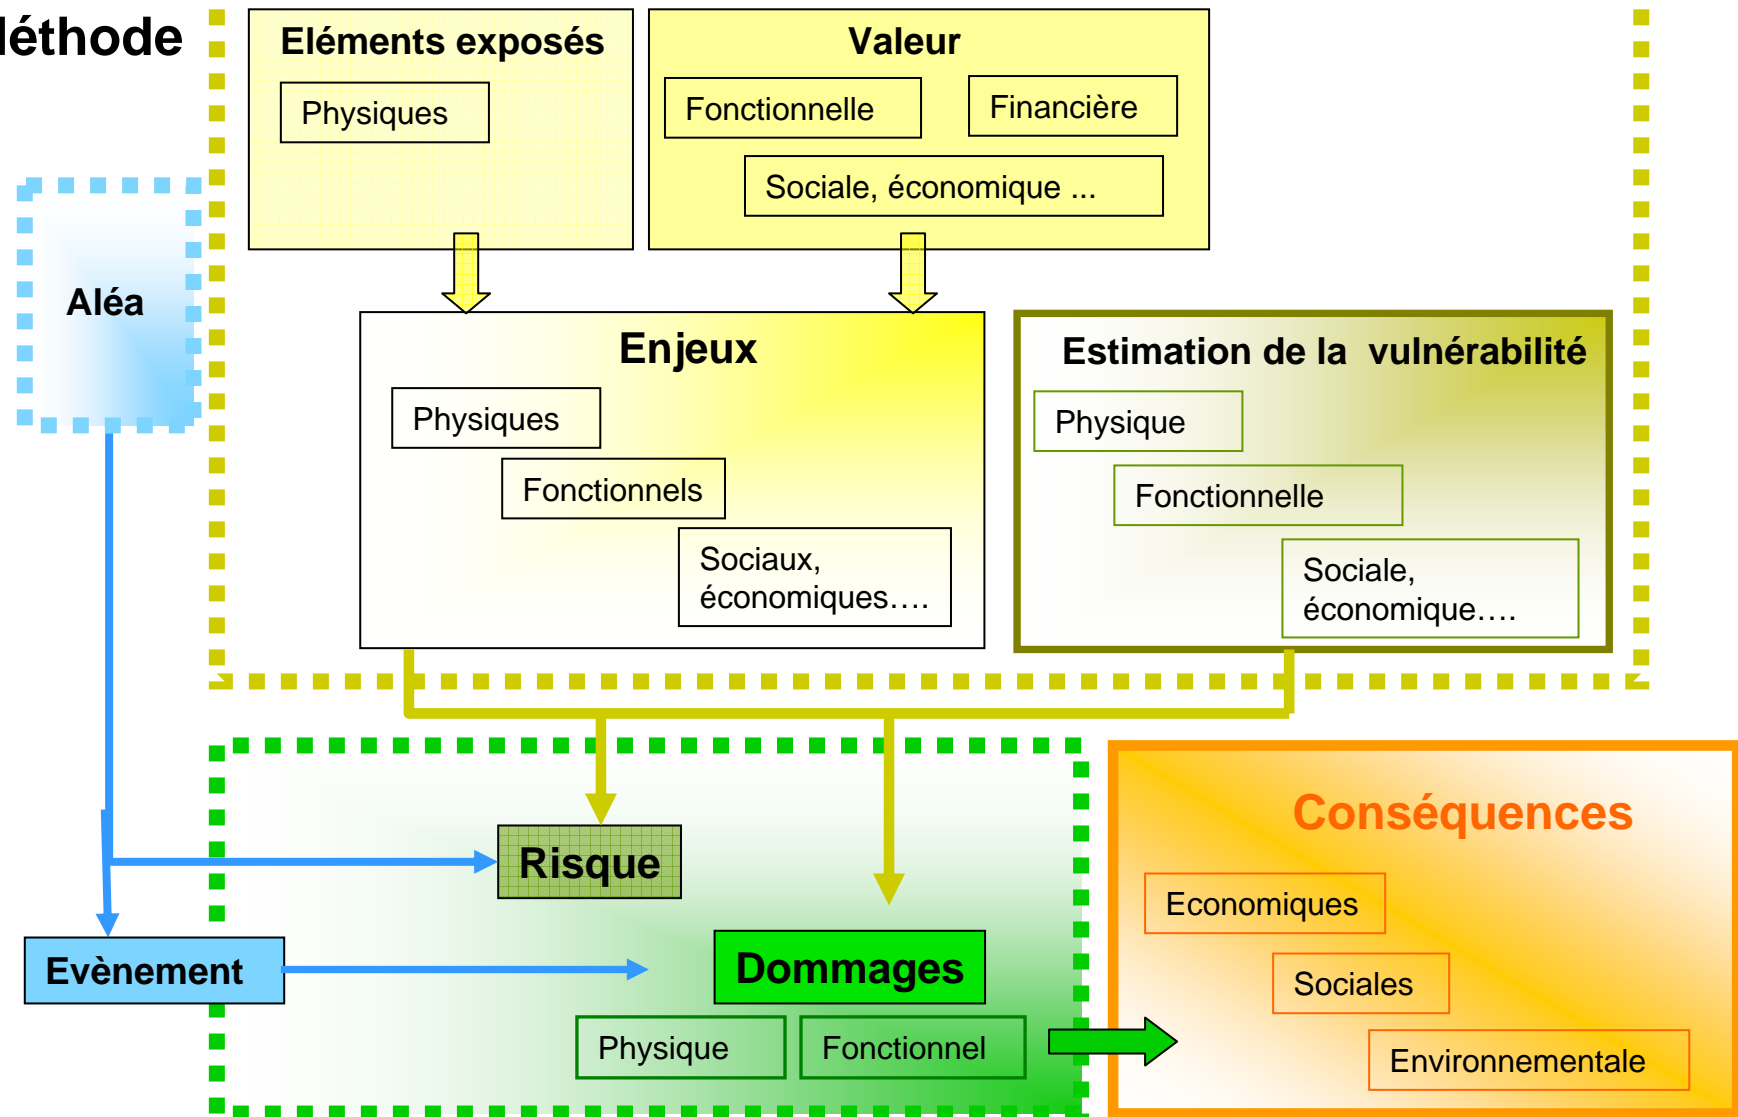 léthode
Eléments exposés
Physiques
Valeur
Fonctionnelle
Financière
Sociale, économique ...
Aléa
Enjeux
Physiques
Fonctionnels
Sociaux,
économiques....
Estimation de la vulnérabilité
Physique
Fonctionnelle
Sociale,
économique....
Risque
Evènement
Dommages
Physique
Fonctionnel
Conséquences
Economiques
Sociales
Environnementale